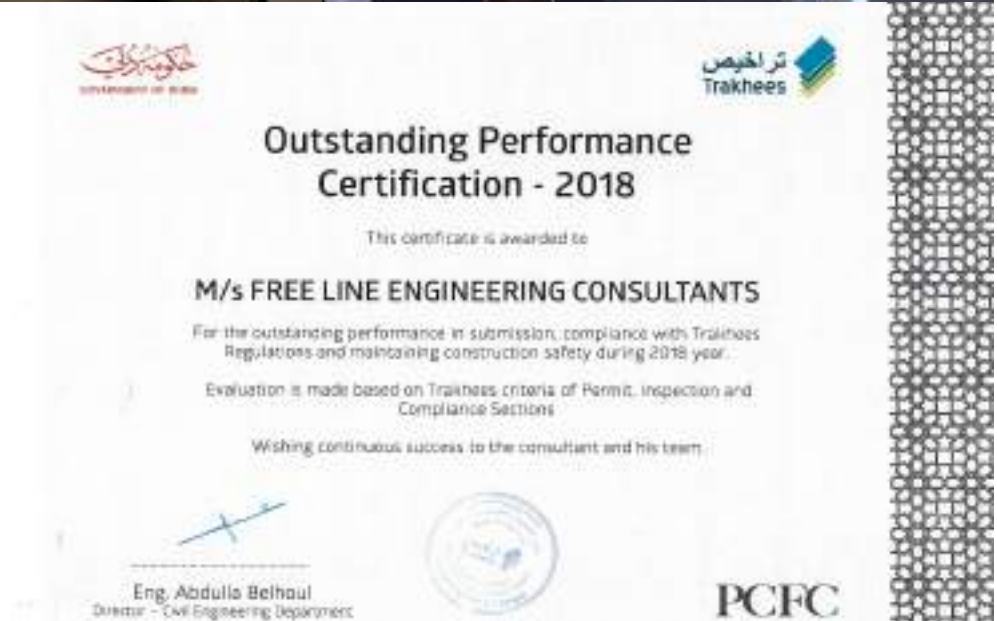 حكومة دبي
GOVERNMENT OF DUBAI
تراخيص
Trakhees
Outstanding Performance
Certification - 2018
This certificate is awarded to
M/s FREE LINE ENGINEERING CONSULTANTS
For the outstanding performance in submission, compliance with Trakhees
Regulations and maintaining construction safety during 2018 year.
Evaluation is made based on Trakhees criteria of Permit, Inspection and
Compliance Sections
Wishing continuous success to the consultant and his team
Eng. Abdulla Belhoul
Director - Civil Engineering Department
PCFC